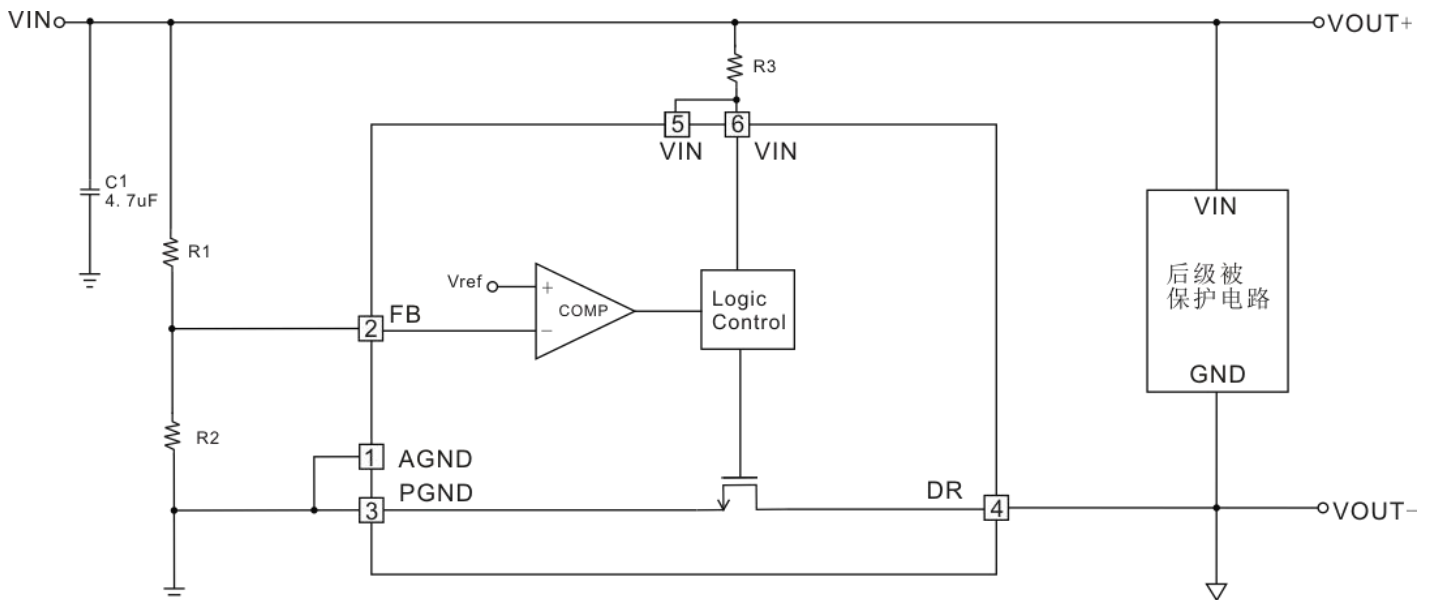 VIN
VOUT+
R3
5
6
VIN
VIN
C1
4.7uF
VIN
R1
后级被
保护电路
Vref
+
COMP
−
Logic
Control
2
FB
GND
R2
1
AGND
PGND
3
DR
4
VOUT−